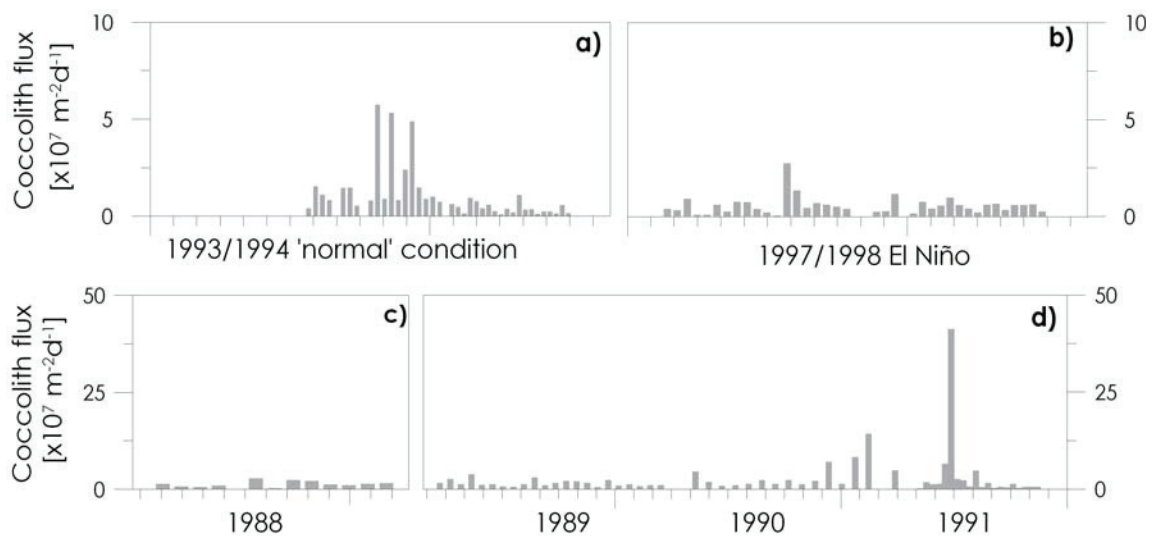 Coccolith flux
[x10⁷ m⁻²d⁻¹]
10
5
0
a)
1993/1994 'normal' condition
b)
10
5
0
1997/1998 El Niño
Coccolith flux
[x10⁷ m⁻²d⁻¹]
50
25
0
c)
1988
d)
50
25
0
1989
1990
1991